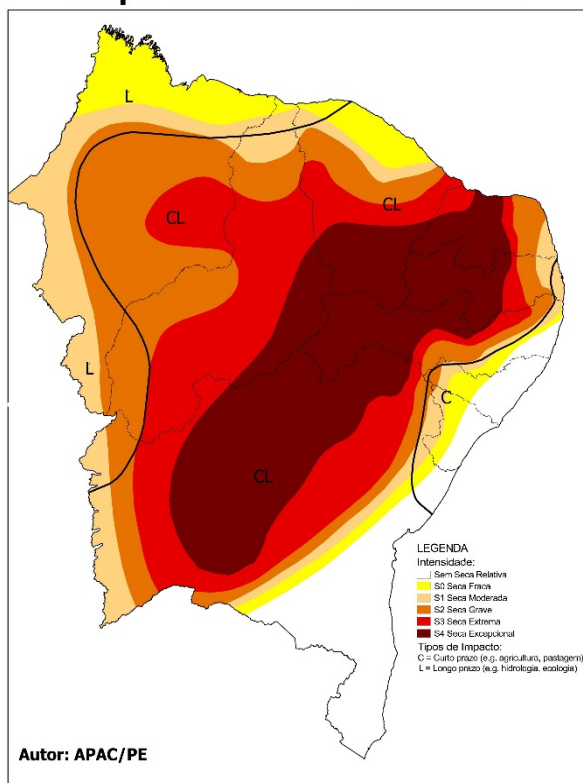 L
CL
CL
L
C
CL
LEGENDA
Intensidade:
Sem Seca Relativa
S0 Seca Fraca
S1 Seca Moderada
S2 Seca Grave
S3 Seca Extrema
S4 Seca Excepcional
Tipos de Impacto:
C = Curto prazo (e.g. agricultura, pastagem)
L = Longo prazo (e.g. hidrologia, ecologia)
Autor: APAC/PE